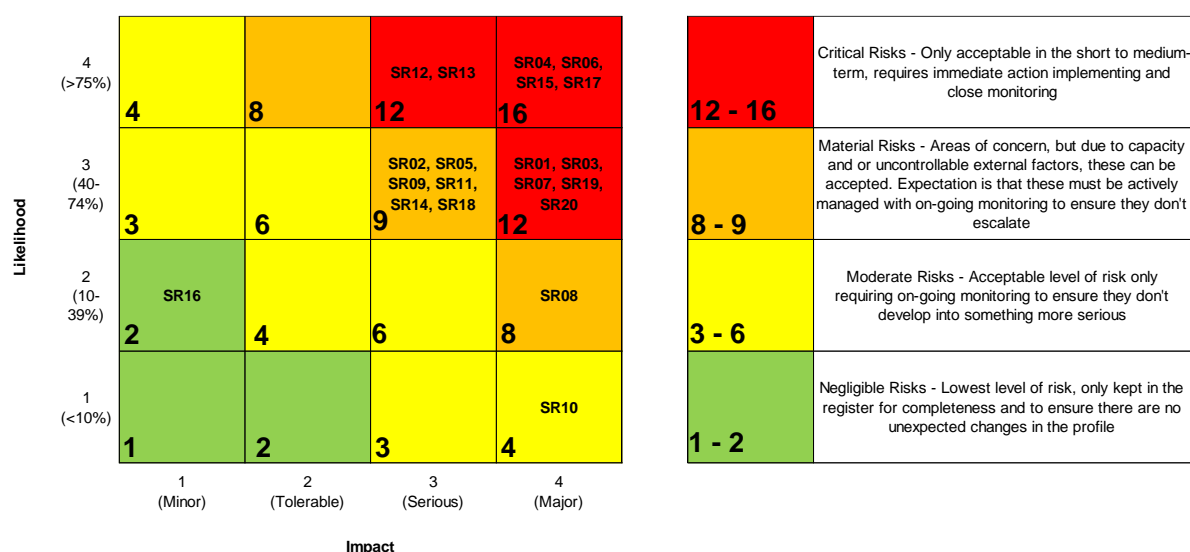 Likelihood
4
(>75%)
4
8
SR12, SR13
12
SR04, SR06,
SR15, SR17
16
3
(40-
74%)
3
6
SR02, SR05,
SR09, SR11,
SR14, SR18
9
SR01, SR03,
SR07, SR19,
SR20
12
2
(10-
39%)
SR16
2
4
6
SR08
8
1
(<10%)
1
2
3
SR10
4
1
(Minor)
2
(Tolerable)
3
(Serious)
4
(Major)
Impact
12 - 16
Critical Risks - Only acceptable in the short to medium-
term, requires immediate action implementing and
close monitoring
8 - 9
Material Risks - Areas of concern, but due to capacity
and or uncontrollable external factors, these can be
accepted. Expectation is that these must be actively
managed with on-going monitoring to ensure they don't
escalate
3 - 6
Moderate Risks - Acceptable level of risk only
requiring on-going monitoring to ensure they don't
develop into something more serious
1 - 2
Negligible Risks - Lowest level of risk, only kept in the
register for completeness and to ensure there are no
unexpected changes in the profile